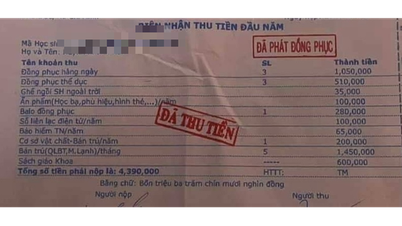 BIÊN NHẬN THU TIỀN ĐẦU NĂM
Mã Học
Họ và Tên:
ĐÃ PHÁT ĐỒNG PHỤC
Tên khoản thu SL Thành tiền
Đồng phục hàng ngày 3 1,050,000
Đồng phục thể dục 3 510,000
Ghế ngồi SH ngoài trời 35,000
Ấn phẩm(Học bạ,phù hiệu,hình thẻ,...)/năm 100,000
Balo đồng phục 1 280,000
Sổ liên lạc điện tử/năm 100,000
Bảo hiểm TN/năm 65,000
Cơ sở vật chất-Bán trú/năm 1 200,000
Bán trú(QLBT,M.Lạnh)/tháng 5 1,450,000
Sách giáo Khoa ----- 600,000
ĐÃ THU TIỀN
Tổng số tiền phải nộp là: 4,390,000 HTTT: TM
Bằng chữ: Bốn triệu ba trăm chín mươi nghìn đồng
Người nộp Người thu